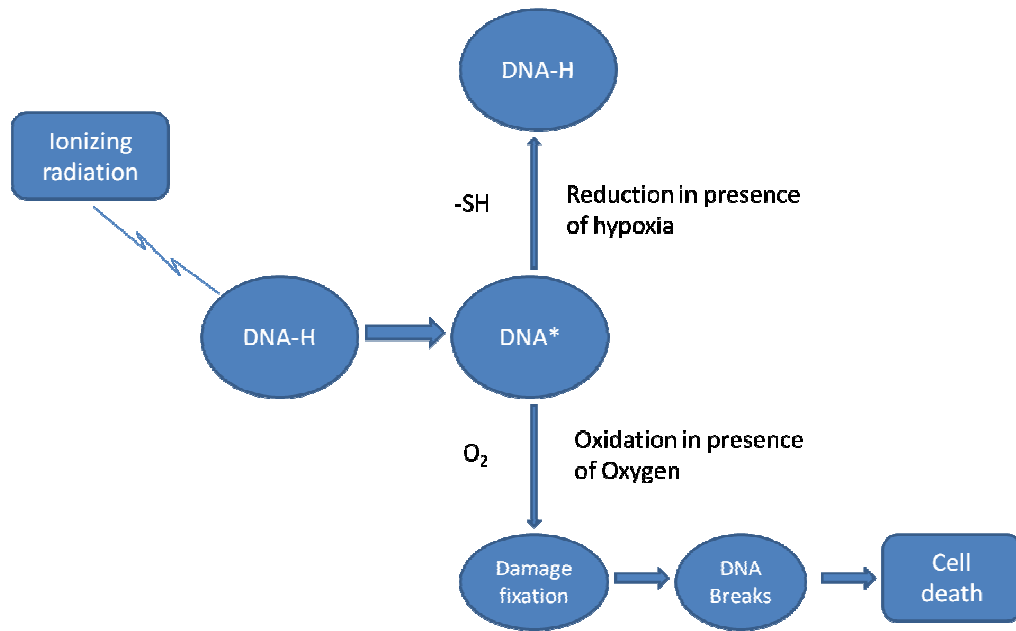 DNA-H
Ionizing
radiation
-SH
Reduction in presence
of hypoxia
DNA-H
DNA*
O₂
Oxidation in presence
of Oxygen
Damage
fixation
DNA
Breaks
Cell
death